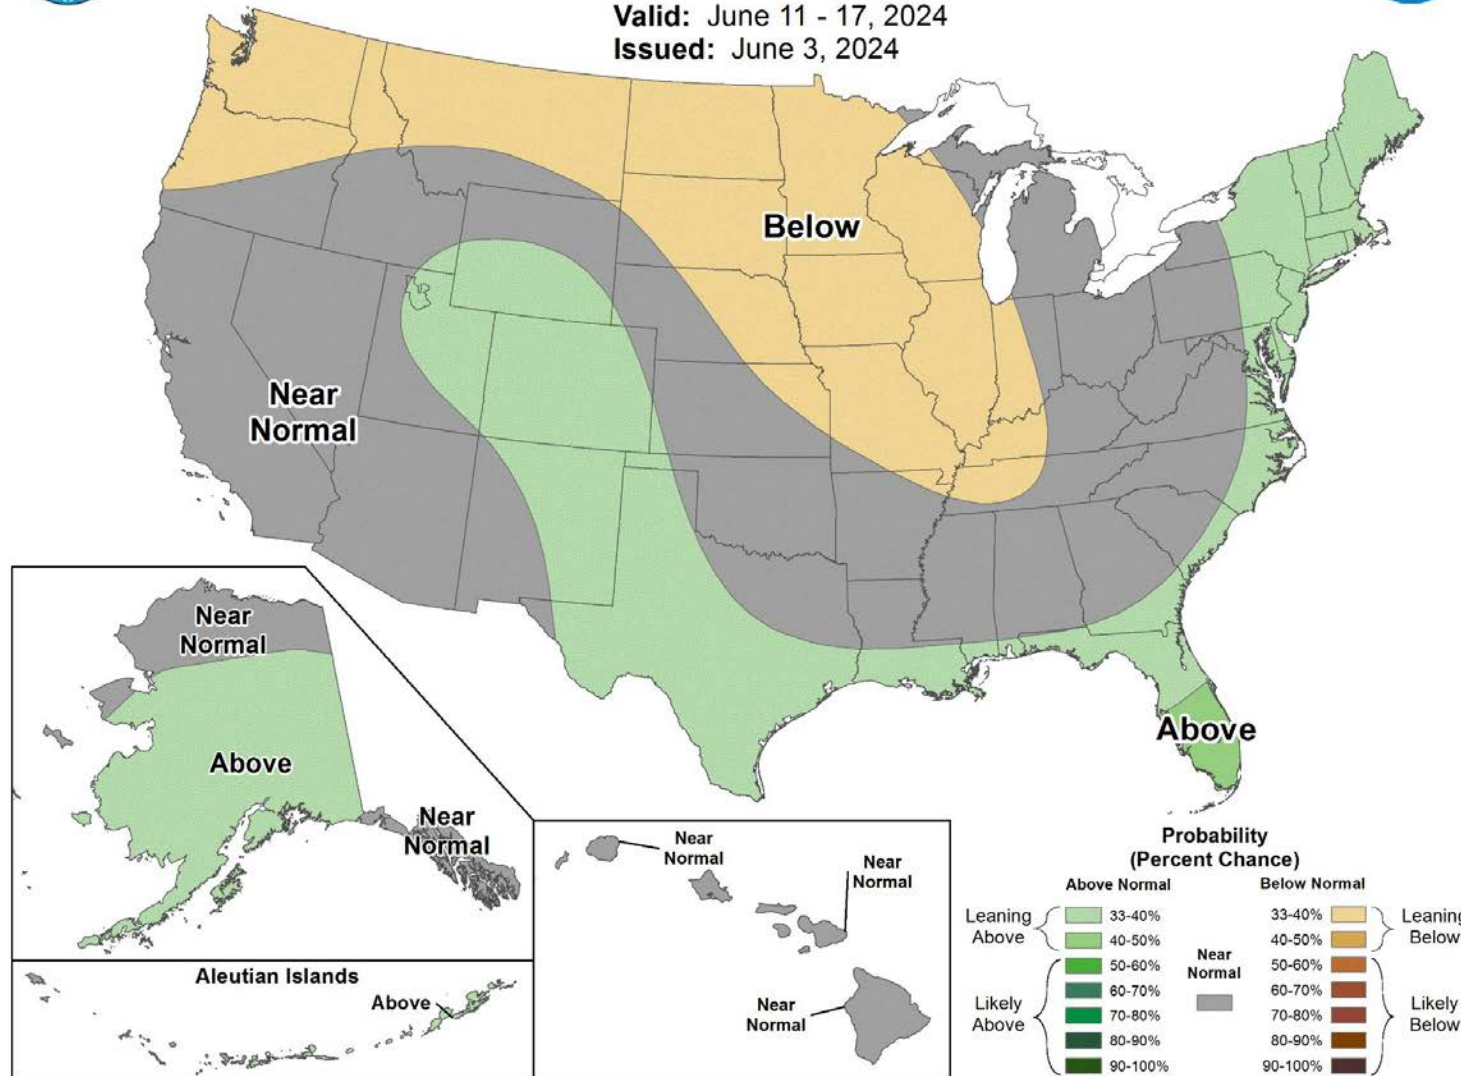 Valid: June 11 - 17, 2024
Issued: June 3, 2024
Below
Near
Normal
Above
Near
Normal
Above
Near
Normal
Aleutian Islands
Above
Near
Normal
Near
Normal
Near
Normal
Probability
(Percent Chance)
Above Normal
Below Normal
Leaning
Above
33-40%
40-50%
Likely
Above
50-60%
60-70%
70-80%
80-90%
90-100%
Near
Normal
33-40%
40-50%
Leaning
Below
50-60%
60-70%
70-80%
80-90%
90-100%
Likely
Below